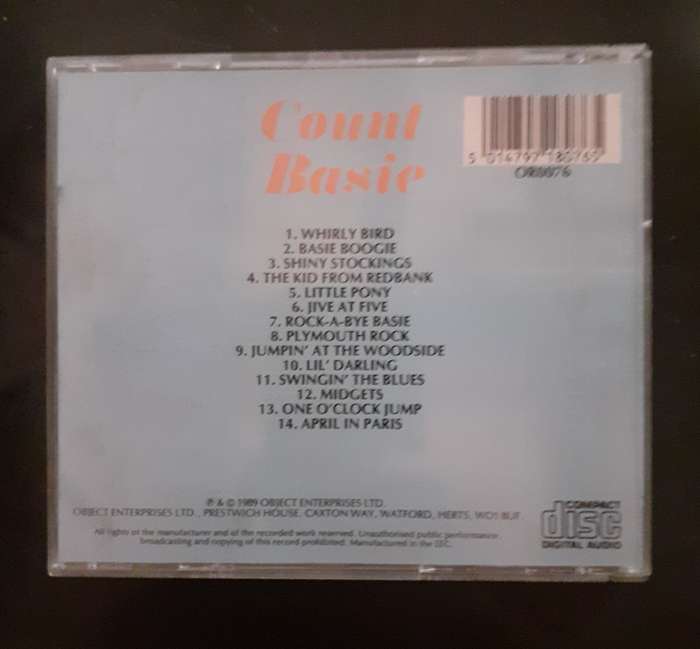 Count
Basie
5 014797 180765
OR0076
1. WHIRLY BIRD
2. BASIE BOOGIE
3. SHINY STOCKINGS
4. THE KID FROM REDBANK
5. LITTLE PONY
6. JIVE AT FIVE
7. ROCK-A-BYE BASIE
8. PLYMOUTH ROCK
9. JUMPIN' AT THE WOODSIDE
10. LIL' DARLING
11. SWINGIN' THE BLUES
12. MIDGETS
13. ONE O'CLOCK JUMP
14. APRIL IN PARIS
℗ & © 1989 OBJECT ENTERPRISES LTD.
OBJECT ENTERPRISES LTD., PRESTWICH HOUSE, CAXTON WAY, WATFORD, HERTS, WD1 8UF
All rights of the manufacturer and of the recorded work reserved. Unauthorised public performance
broadcasting and copying of this record prohibited. Manufactured in the EEC.
COMPACT
disc
DIGITAL AUDIO